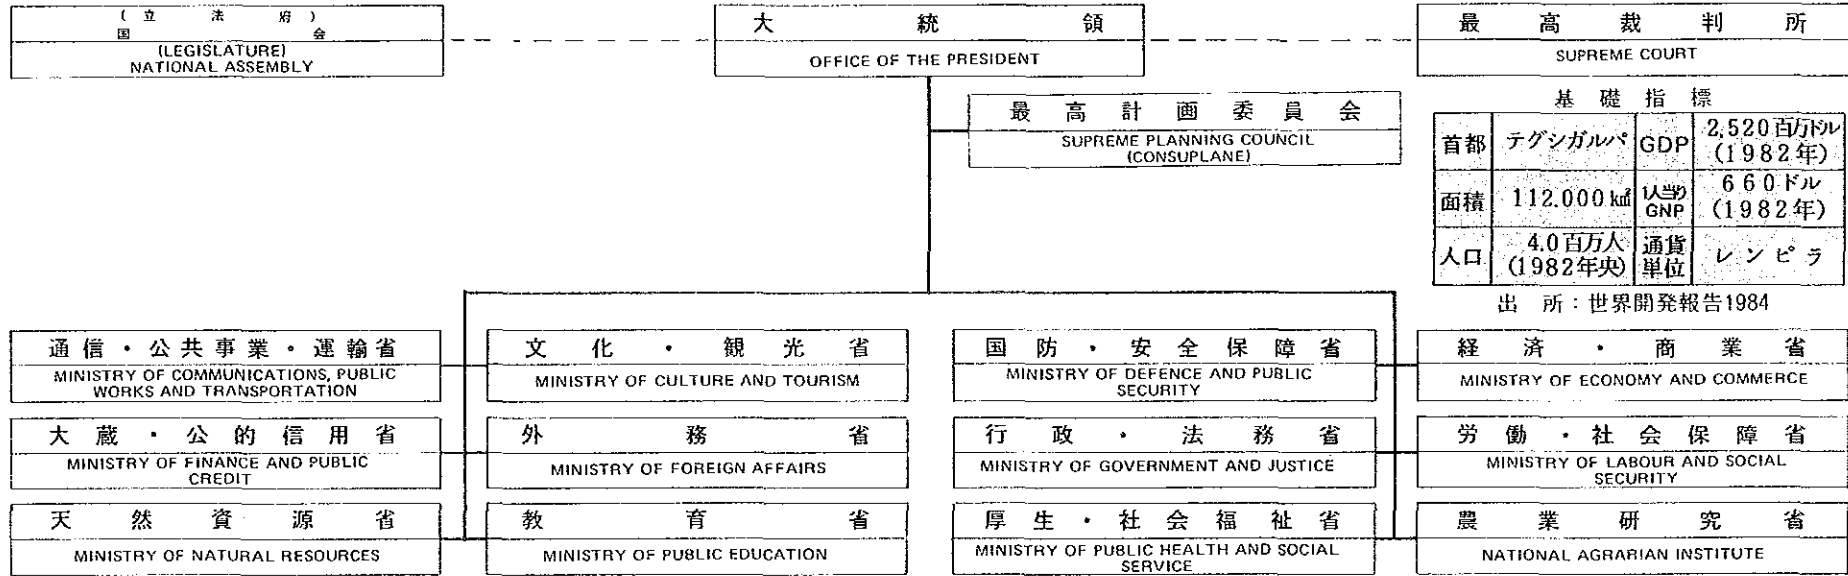 (立法府)
国会
(LEGISLATURE)
NATIONAL ASSEMBLY
大統領
OFFICE OF THE PRESIDENT
最高裁判所
SUPREME COURT
最高計画委員会
SUPREME PLANNING COUNCIL
(CONSUPLANE)
基礎指標
首都 テグシガルパ GDP 2,520百万ドル
(1982年)
面積 112.000㎢ 1人当り
GNP 660ドル
(1982年)
人口 4.0百万人
(1982年央) 通貨
単位 レンピラ
出所:世界開発報告1984
通信・公共事業・運輸省
MINISTRY OF COMMUNICATIONS, PUBLIC
WORKS AND TRANSPORTATION
文化・観光省
MINISTRY OF CULTURE AND TOURISM
国防・安全保障省
MINISTRY OF DEFENCE AND PUBLIC
SECURITY
経済・商業省
MINISTRY OF ECONOMY AND COMMERCE
大蔵・公的信用省
MINISTRY OF FINANCE AND PUBLIC
CREDIT
外務省
MINISTRY OF FOREIGN AFFAIRS
行政・法務省
MINISTRY OF GOVERNMENT AND JUSTICE
労働・社会保障省
MINISTRY OF LABOUR AND SOCIAL
SECURITY
天然資源省
MINISTRY OF NATURAL RESOURCES
教育省
MINISTRY OF PUBLIC EDUCATION
厚生・社会福祉省
MINISTRY OF PUBLIC HEALTH AND SOCIAL
SERVICE
農業研究省
NATIONAL AGRARIAN INSTITUTE